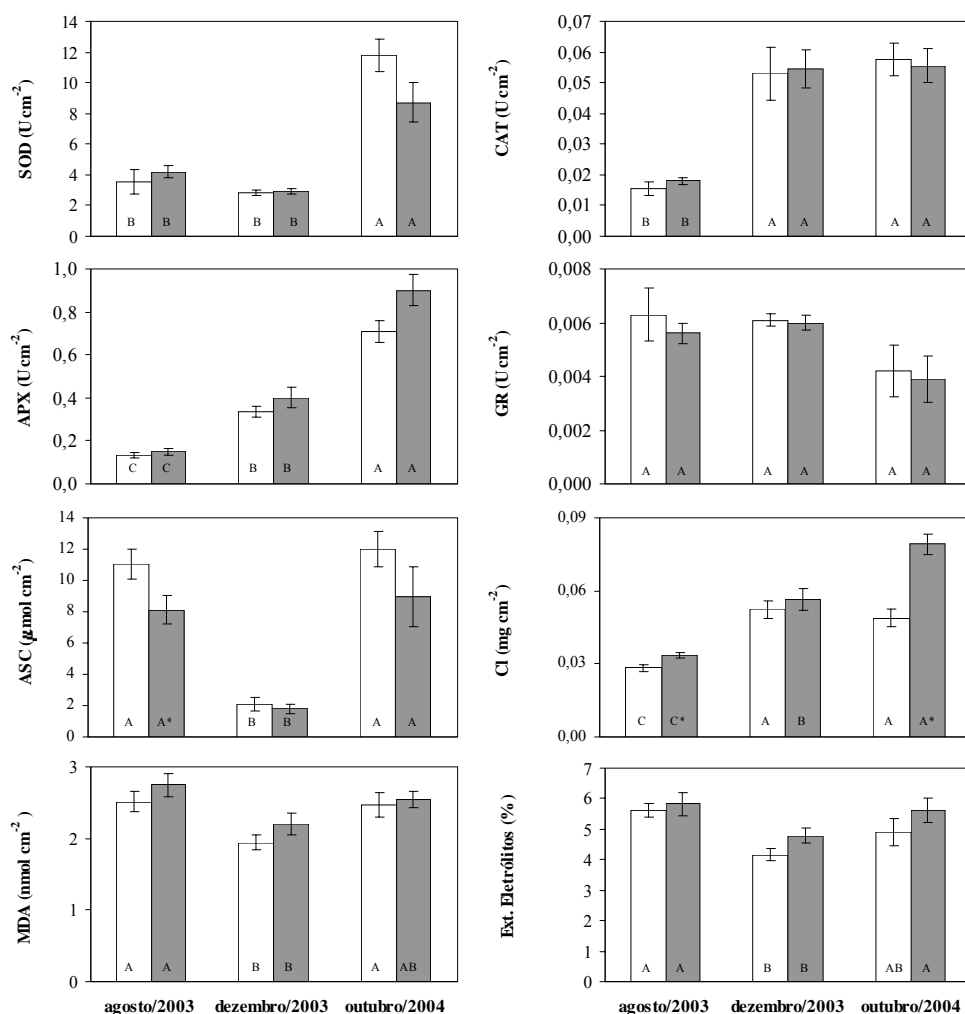 SOD (U cm-2)
14
12
10
8
6
4
2
0
B B B B A A
CAT (U cm-2)
0,07
0,06
0,05
0,04
0,03
0,02
0,01
0,00
B B A A A A
APX (U cm-2)
1,0
0,8
0,6
0,4
0,2
0,0
C C B B A A
GR (U cm-2)
0,008
0,006
0,004
0,002
0,000
A A A A A A
ASC (µmol cm-2)
14
12
10
8
6
4
2
0
A A* B B A A
Cl (mg cm-2)
0,09
0,06
0,03
0,00
C C* A B A A*
MDA (nmol cm-2)
3
2
1
0
A A B B A AB
agosto/2003 dezembro/2003 outubro/2004
Ext. Eletrólitos (%)
7
6
5
4
3
2
1
0
A A B B AB A
agosto/2003 dezembro/2003 outubro/2004